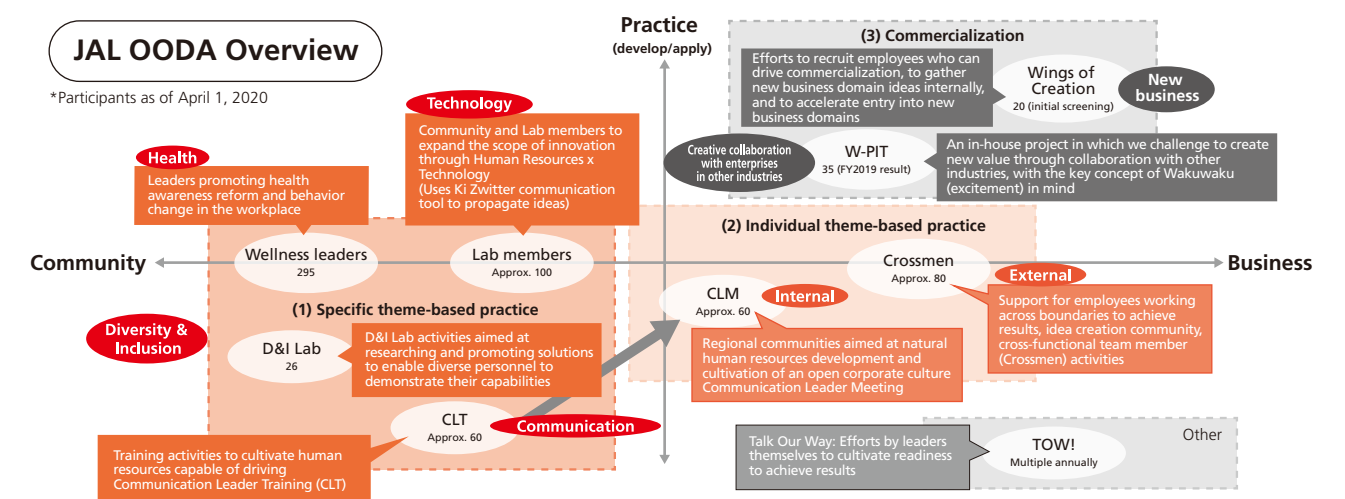 JAL OODA Overview
*Participants as of April 1, 2020
Practice
(develop/apply)
Community
Business
(3) Commercialization
Efforts to recruit employees who can
drive commercialization, to gather
new business domain ideas internally,
and to accelerate entry into new
business domains
Wings of
Creation
20 (initial screening)
New
business
Creative collaboration
with enterprises
in other industries
W-PIT
35 (FY2019 result)
An in-house project in which we challenge to create
new value through collaboration with other
industries, with the key concept of Wakuwaku
(excitement) in mind
Technology
Community and Lab members to
expand the scope of innovation
through Human Resources x
Technology
(Uses Ki Zwitter communication
tool to propagate ideas)
Health
Leaders promoting health
awareness reform and behavior
change in the workplace
Wellness leaders
295
Lab members
Approx. 100
(1) Specific theme-based practice
Diversity &
Inclusion
D&I Lab
26
D&I Lab activities aimed at
researching and promoting solutions
to enable diverse personnel to
demonstrate their capabilities
CLT
Approx. 60
Communication
Training activities to cultivate human
resources capable of driving
Communication Leader Training (CLT)
(2) Individual theme-based practice
Crossmen
Approx. 80
External
Support for employees working
across boundaries to achieve
results, idea creation community,
cross-functional team member
(Crossmen) activities
CLM
Approx. 60
Internal
Regional communities aimed at natural
human resources development and
cultivation of an open corporate culture
Communication Leader Meeting
Other
Talk Our Way: Efforts by leaders
themselves to cultivate readiness
to achieve results
TOW!
Multiple annually